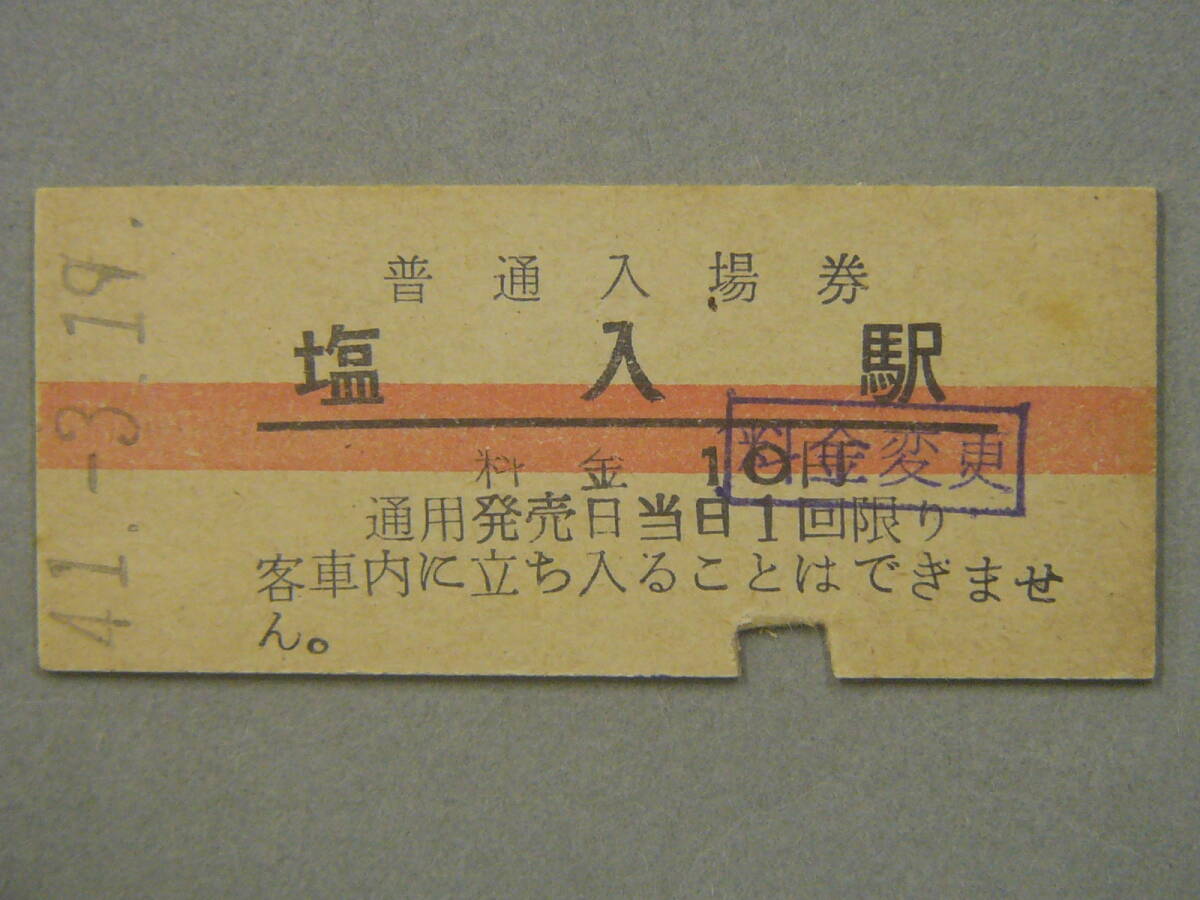 普通入場券
塩入駅
料金 10円
料金変更
通用発売日当日1回限り
客車内に立ち入ることはできませ
ん。
41.-3.19.